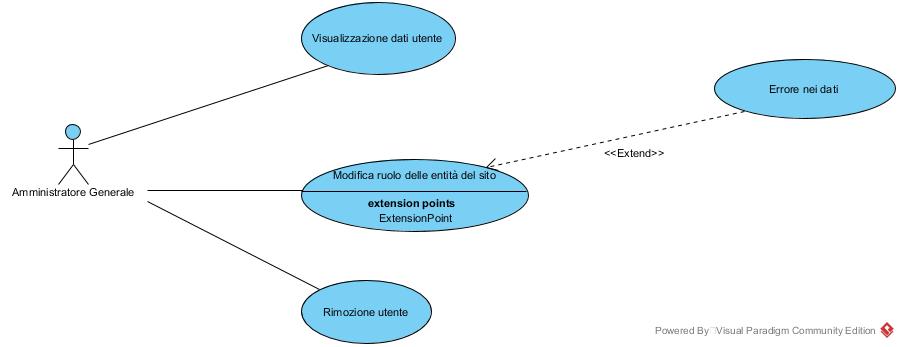 Visualizzazione dati utente
Errore nei dati
<<Extend>>
Modifica ruolo delle entità del sito
Amministratore Generale
extension points
ExtensionPoint
Rimozione utente
Powered By Visual Paradigm Community Edition